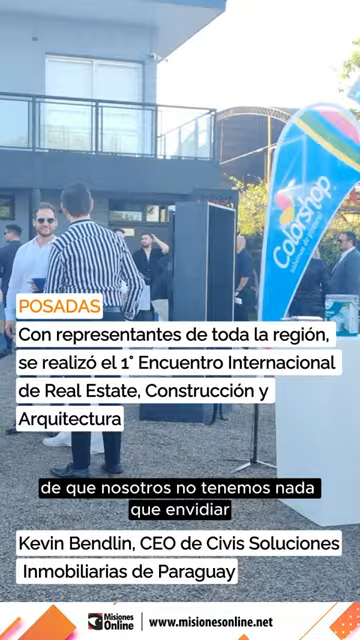 Colorshop
POSADAS
Con representantes de toda la región,
se realizó el 1° Encuentro Internacional
de Real Estate, Construcción y
Arquitectura
de que nosotros no tenemos nada
que envidiar
Kevin Bendlin, CEO de Civis Soluciones
Inmobiliarias de Paraguay
Misiones
Online
www.misionesonline.net